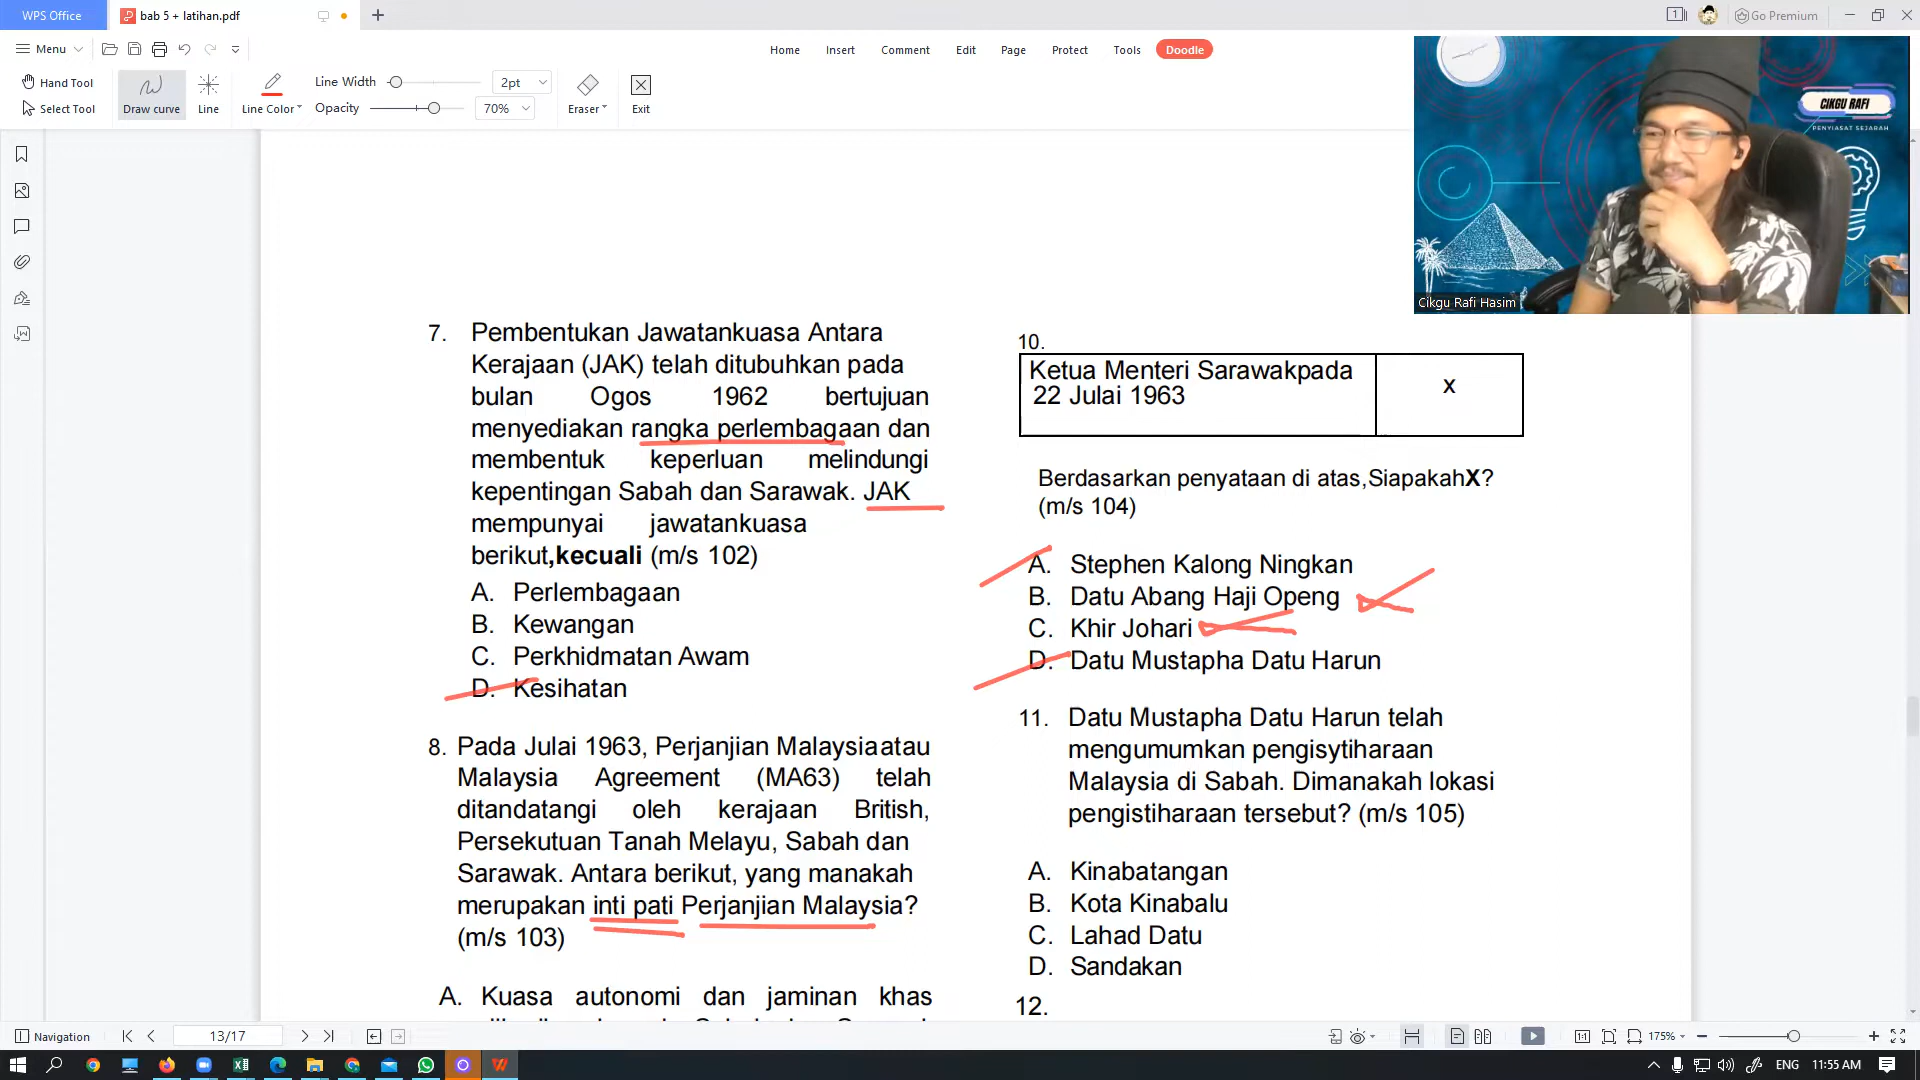 WPS Office
bab 5 + latihan.pdf
1
Go Premium
Menu
Home
Insert
Comment
Edit
Page
Protect
Tools
Doodle
Hand Tool
Select Tool
Draw curve
Line
Line Color
Line Width
2pt
Opacity
70%
Eraser
Exit
CIKGU RAFI
PENYIASAT SEJARAH
Cikgu Rafi Hasim
7. Pembentukan Jawatankuasa Antara
Kerajaan (JAK) telah ditubuhkan pada
bulan Ogos 1962 bertujuan
menyediakan rangka perlembagaan dan
membentuk keperluan melindungi
kepentingan Sabah dan Sarawak. JAK
mempunyai jawatankuasa
berikut,kecuali (m/s 102)
A. Perlembagaan
B. Kewangan
C. Perkhidmatan Awam
D. Kesihatan
8. Pada Julai 1963, Perjanjian Malaysiaatau
Malaysia Agreement (MA63) telah
ditandatangi oleh kerajaan British,
Persekutuan Tanah Melayu, Sabah dan
Sarawak. Antara berikut, yang manakah
merupakan inti pati Perjanjian Malaysia?
(m/s 103)
A. Kuasa autonomi dan jaminan khas
10.
Ketua Menteri Sarawakpada
22 Julai 1963
x
Berdasarkan penyataan di atas,SiapakahX?
(m/s 104)
A. Stephen Kalong Ningkan
B. Datu Abang Haji Openg
C. Khir Johari
D. Datu Mustapha Datu Harun
11. Datu Mustapha Datu Harun telah
mengumumkan pengisytiharaan
Malaysia di Sabah. Dimanakah lokasi
pengistiharaan tersebut? (m/s 105)
A. Kinabatangan
B. Kota Kinabalu
C. Lahad Datu
D. Sandakan
12.
Navigation
13/17
175%
ENG
11:55 AM